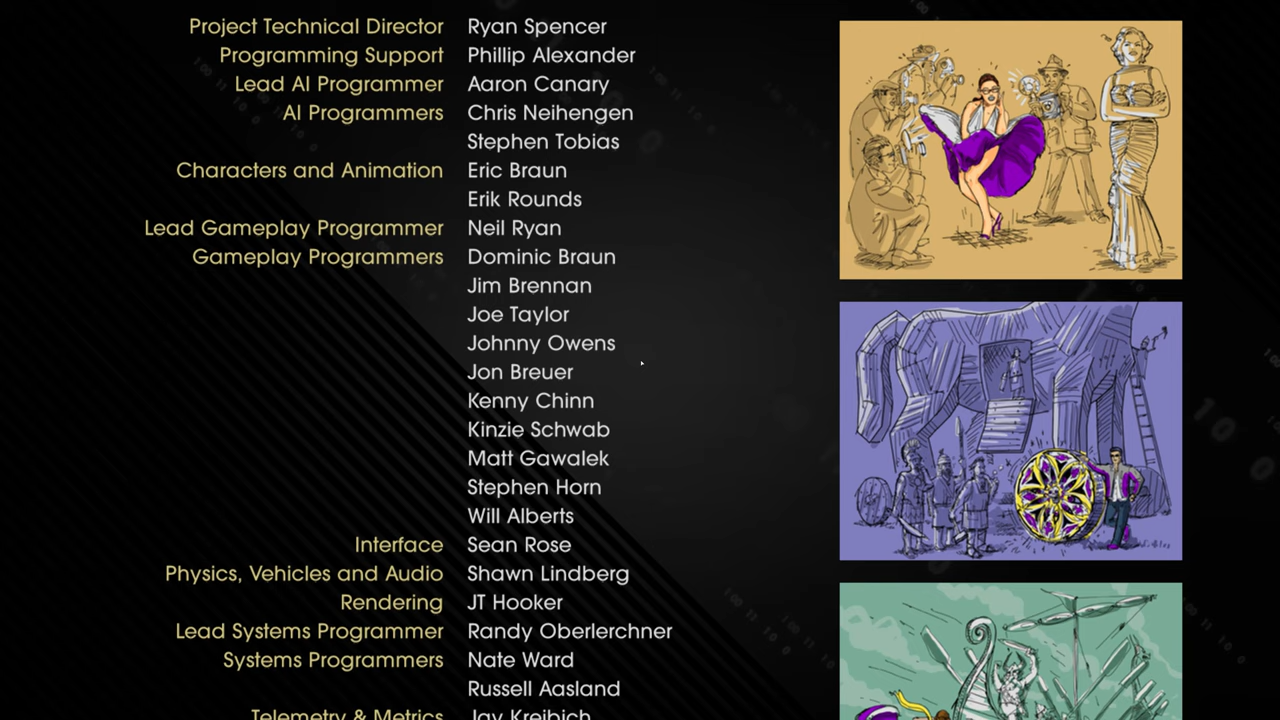 Project Technical Director Ryan Spencer
Programming Support Phillip Alexander
Lead AI Programmer Aaron Canary
AI Programmers Chris Neihengen
Stephen Tobias
Characters and Animation Eric Braun
Erik Rounds
Lead Gameplay Programmer Neil Ryan
Gameplay Programmers Dominic Braun
Jim Brennan
Joe Taylor
Johnny Owens
Jon Breuer
Kenny Chinn
Kinzie Schwab
Matt Gawalek
Stephen Horn
Will Alberts
Interface Sean Rose
Physics, Vehicles and Audio Shawn Lindberg
Rendering JT Hooker
Lead Systems Programmer Randy Oberlerchner
Systems Programmers Nate Ward
Russell Aasland
Telemetry & Metrics Jay Kreibich